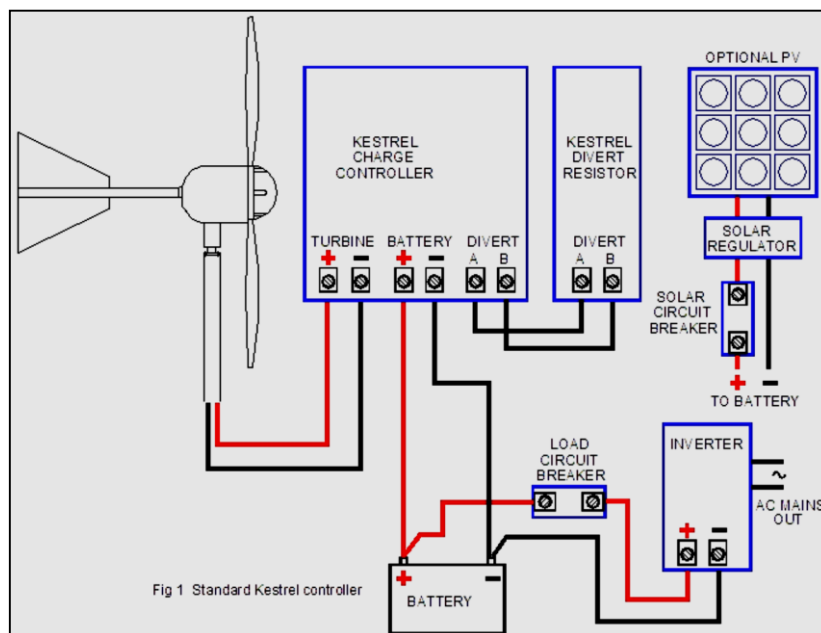 OPTIONAL PV
KESTREL
CHARGE
CONTROLLER
KESTREL
DIVERT
RESISTOR
TURBINE
+ −
BATTERY
+ −
DIVERT
A B
DIVERT
A B
SOLAR
REGULATOR
SOLAR
CIRCUIT
BREAKER
+ −
TO BATTERY
LOAD
CIRCUIT
BREAKER
INVERTER
+ −
~
AC MAINS
OUT
+ −
BATTERY
Fig 1 Standard Kestrel controller